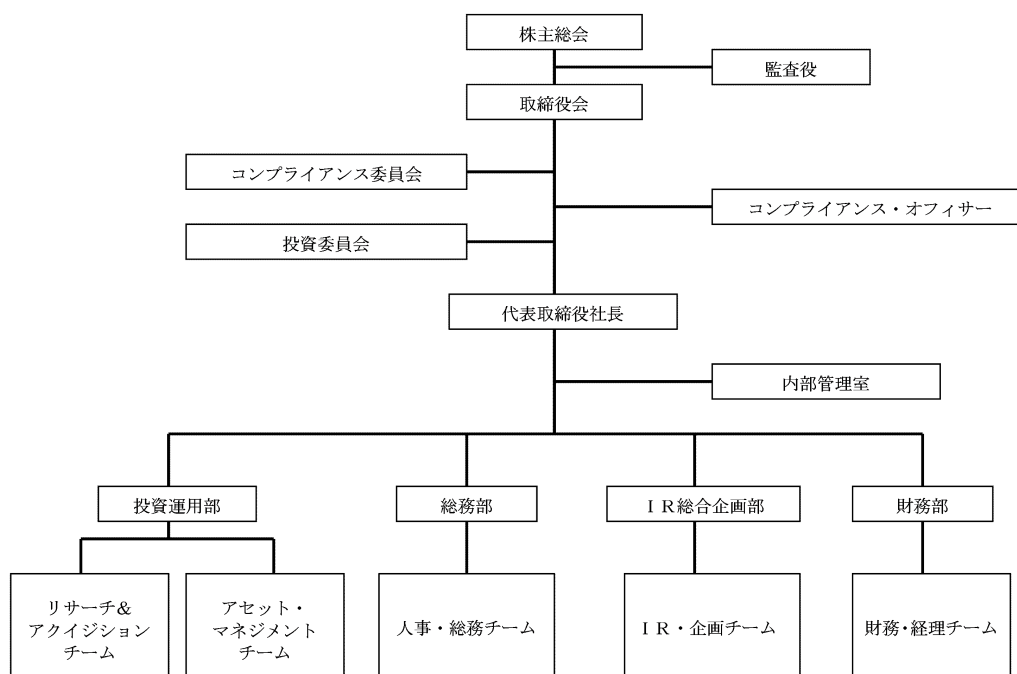 株主総会
監査役
取締役会
コンプライアンス委員会
コンプライアンス・オフィサー
投資委員会
代表取締役社長
内部管理室
投資運用部
総務部
ＩＲ総合企画部
財務部
リサーチ&
アクイジション
チーム
アセット・
マネジメント
チーム
人事・総務チーム
ＩＲ・企画チーム
財務・経理チーム